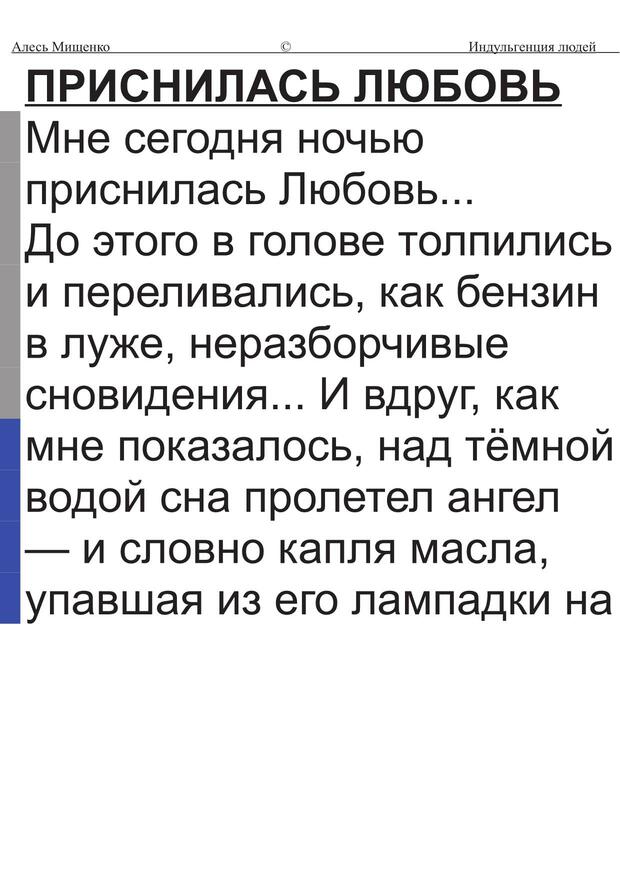 Алесь Мищенко © Индульгенция людей
ПРИСНИЛАСЬ ЛЮБОВЬ
Мне сегодня ночью
приснилась Любовь...
До этого в голове толпились
и переливались, как бензин
в луже, неразборчивые
сновидения... И вдруг, как
мне показалось, над тёмной
водой сна пролетел ангел
— и словно капля масла,
упавшая из его лампадки на